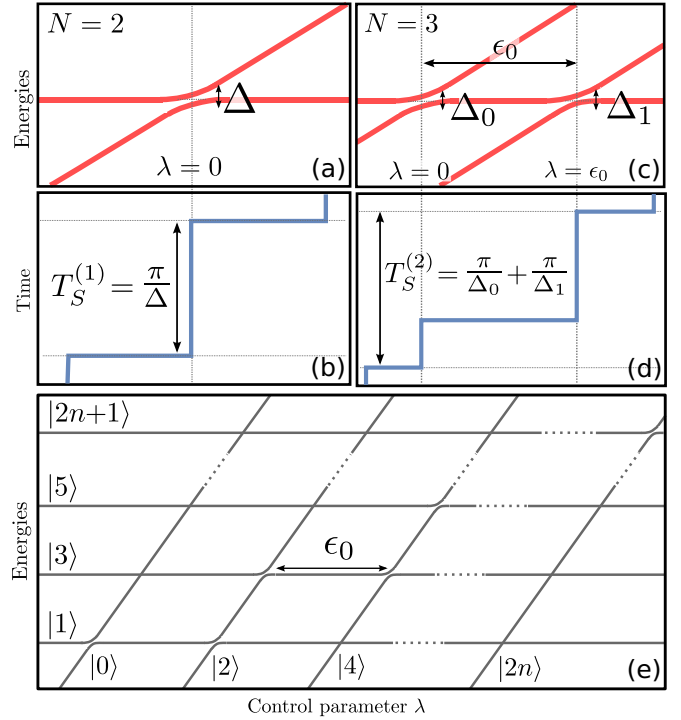 N = 2
Energies
Δ
λ = 0
(a)
N = 3
ϵ₀
Δ₀
Δ₁
λ = 0
λ = ϵ₀
(c)
Time
T_S^(1) = π/Δ
(b)
T_S^(2) = π/Δ₀ + π/Δ₁
(d)
|2n+1⟩
|5⟩
|3⟩
|1⟩
Energies
ϵ₀
|0⟩
|2⟩
|4⟩
|2n⟩
(e)
Control parameter λ